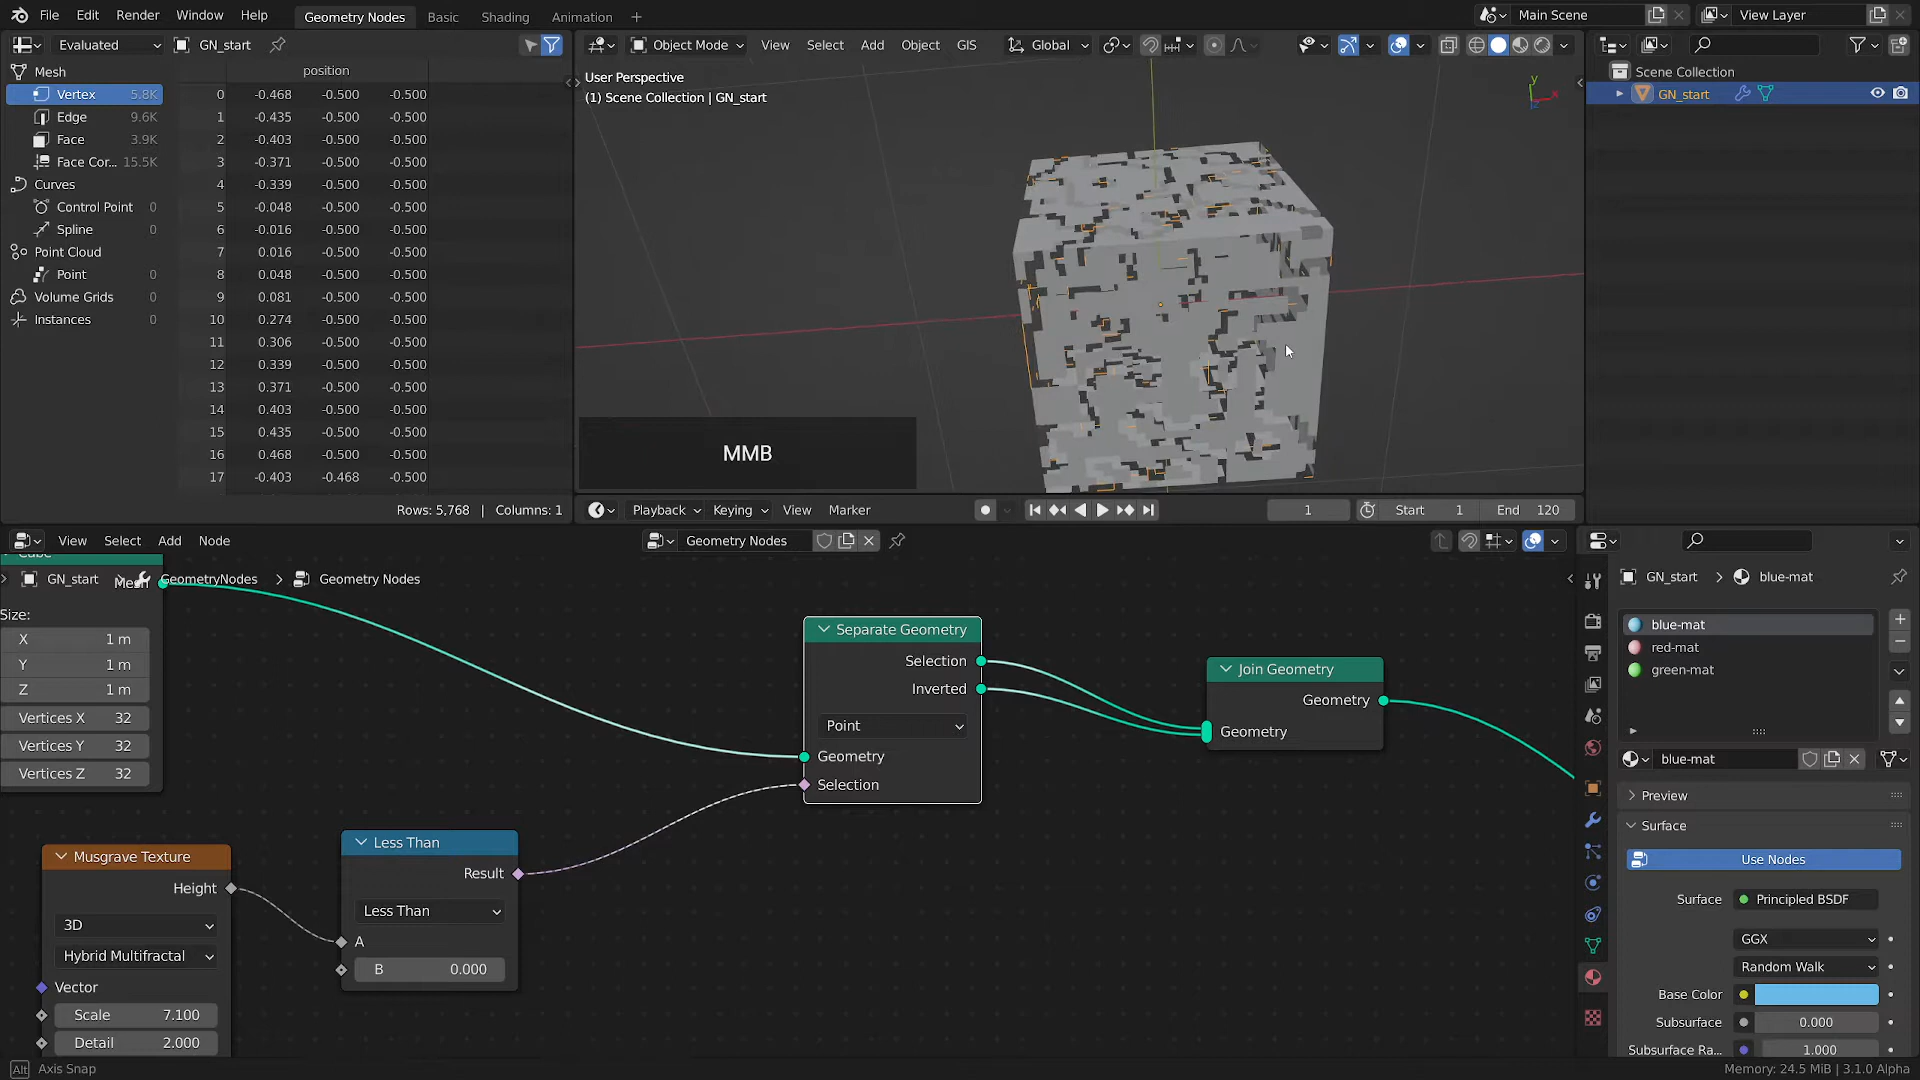 File Edit Render Window Help Geometry Nodes Basic Shading Animation + Main Scene View Layer
Evaluated GN_start
Object Mode View Select Add Object GIS Global
Mesh
Vertex 5.8K
Edge 9.6K
Face 3.9K
Face Cor... 15.5K
Curves
Control Point 0
Spline 0
Point Cloud
Point 0
Volume Grids 0
Instances 0
position
0 -0.468 -0.500 -0.500
1 -0.435 -0.500 -0.500
2 -0.403 -0.500 -0.500
3 -0.371 -0.500 -0.500
4 -0.339 -0.500 -0.500
5 -0.048 -0.500 -0.500
6 -0.016 -0.500 -0.500
7 0.016 -0.500 -0.500
8 0.048 -0.500 -0.500
9 0.081 -0.500 -0.500
10 0.274 -0.500 -0.500
11 0.306 -0.500 -0.500
12 0.339 -0.500 -0.500
13 0.371 -0.500 -0.500
14 0.403 -0.500 -0.500
15 0.435 -0.500 -0.500
16 0.468 -0.500 -0.500
17 -0.403 -0.468 -0.500
Rows: 5,768 | Columns: 1
User Perspective
(1) Scene Collection | GN_start
Y
X
MMB
Scene Collection
GN_start
Playback Keying View Marker 1 Start 1 End 120
View Select Add Node Geometry Nodes
GN_start GeometryNodes Geometry Nodes
Cube
Mesh
Size:
X 1 m
Y 1 m
Z 1 m
Vertices X 32
Vertices Y 32
Vertices Z 32
Musgrave Texture
Height
3D
Hybrid Multifractal
Vector
Scale 7.100
Detail 2.000
Less Than
Result
Less Than
A
B 0.000
Separate Geometry
Selection
Inverted
Point
Geometry
Selection
Join Geometry
Geometry
Geometry
GN_start blue-mat
blue-mat
red-mat
green-mat
blue-mat
Preview
Surface
Use Nodes
Surface Principled BSDF
GGX
Random Walk
Base Color
Subsurface 0.000
Subsurface Ra... 1.000
Alt Axis Snap
Memory: 24.5 MiB | 3.1.0 Alpha